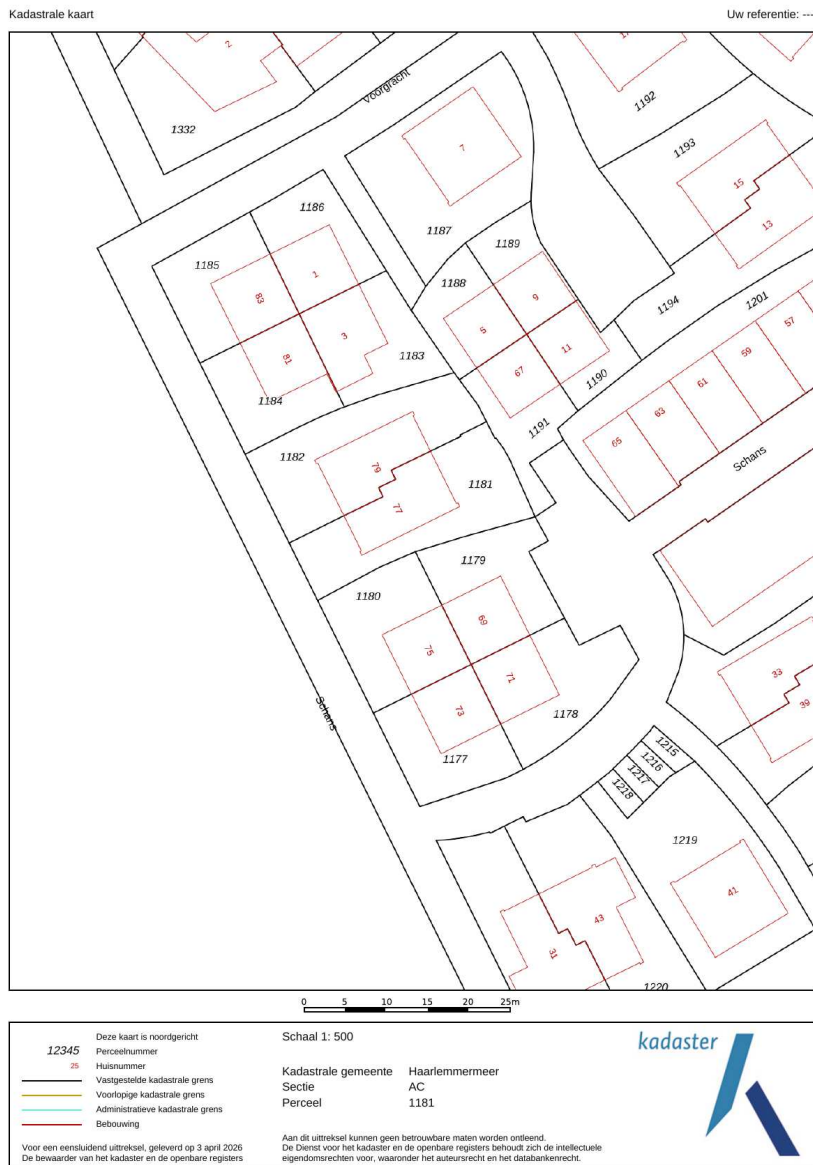 Kadastrale kaart
Uw referentie: ---
2
17
Voorgracht
1192
1332
7
1193
15
1186
13
1187
1189
1185
1188
1194
1201
83
1
9
57
5
3
11
59
81
1183
67
61
1190
1184
63
1191
65
1182
79
Schans
1181
77
1179
1180
69
75
33
71
39
73
1178
Schans
1215
1216
1177
1217
1218
1219
41
43
31
1220
0 5 10 15 20 25m
Deze kaart is noordgericht
12345 Perceelnummer
25 Huisnummer
Vastgestelde kadastrale grens
Voorlopige kadastrale grens
Administratieve kadastrale grens
Bebouwing
Voor een eensluidend uittreksel, geleverd op 3 april 2026
De bewaarder van het kadaster en de openbare registers
Schaal 1: 500
Kadastrale gemeente Haarlemmermeer
Sectie AC
Perceel 1181
Aan dit uittreksel kunnen geen betrouwbare maten worden ontleend.
De Dienst voor het kadaster en de openbare registers behoudt zich de intellectuele
eigendomsrechten voor, waaronder het auteursrecht en het databankenrecht.
kadaster